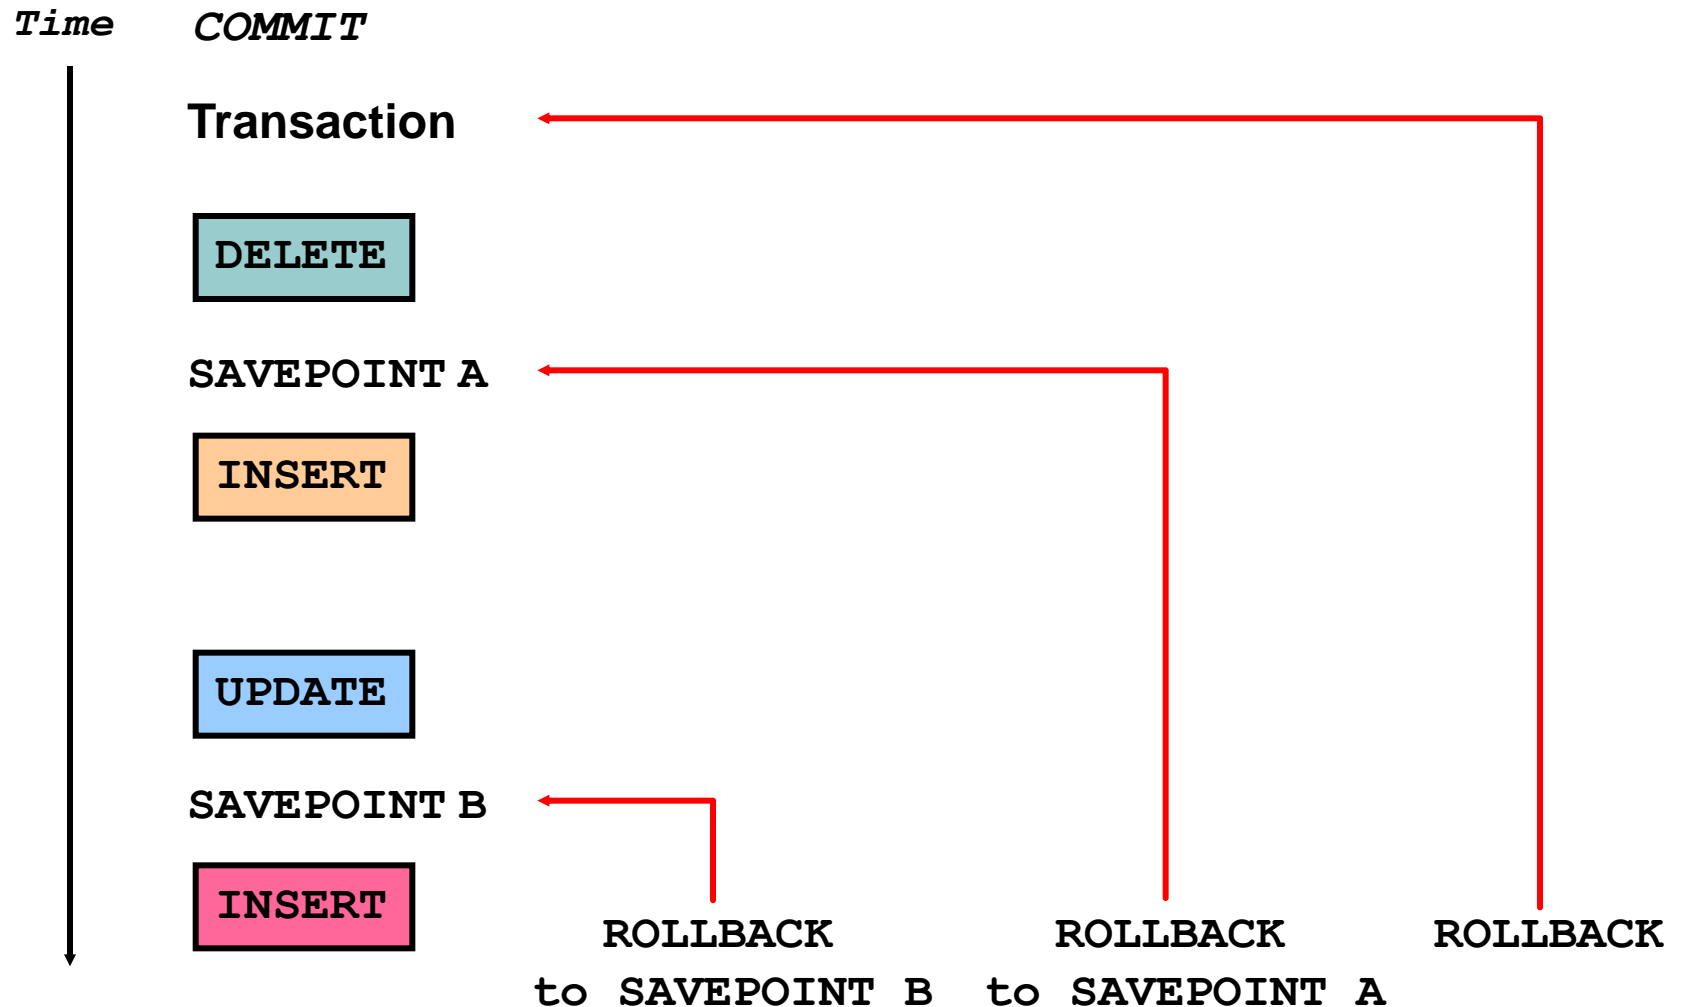 Time COMMIT
Transaction
DELETE
SAVEPOINT A
INSERT
UPDATE
SAVEPOINT B
INSERT
ROLLBACK
to SAVEPOINT B
ROLLBACK
to SAVEPOINT A
ROLLBACK